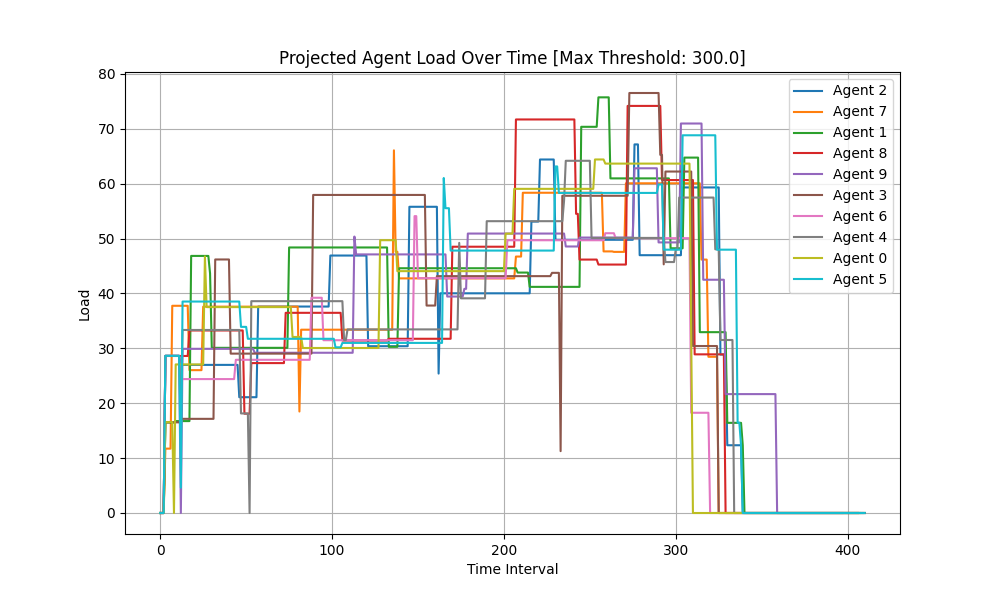 Projected Agent Load Over Time [Max Threshold: 300.0]
80
70
60
50
40
30
20
10
0
Load
0
100
200
300
400
Time Interval
Agent 2
Agent 7
Agent 1
Agent 8
Agent 9
Agent 3
Agent 6
Agent 4
Agent 0
Agent 5